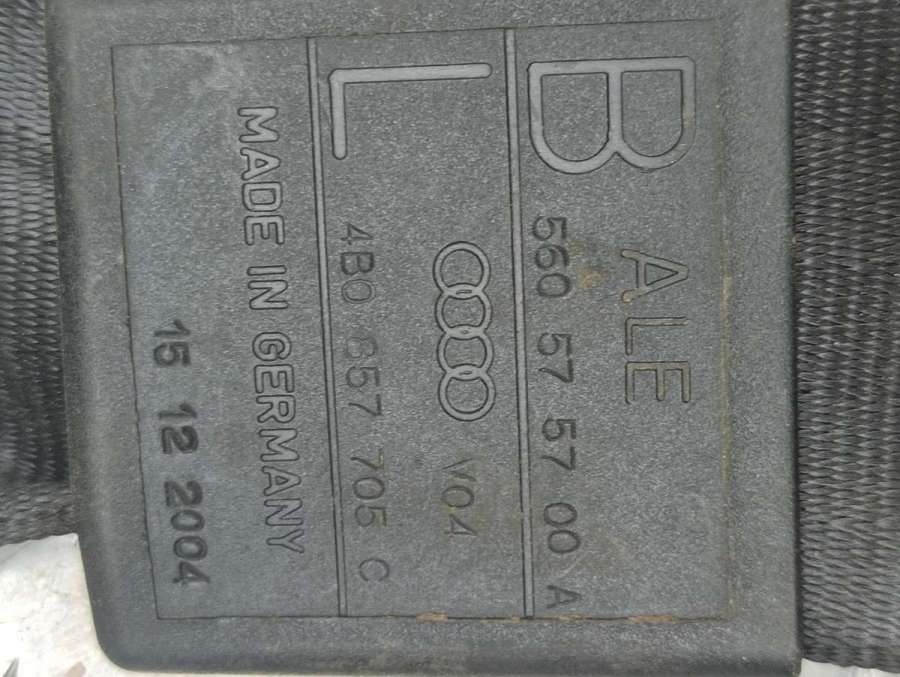 B ALE
560 57 57 00 A
L V04
4B0 857 705 C
MADE IN GERMANY
15 12 2004